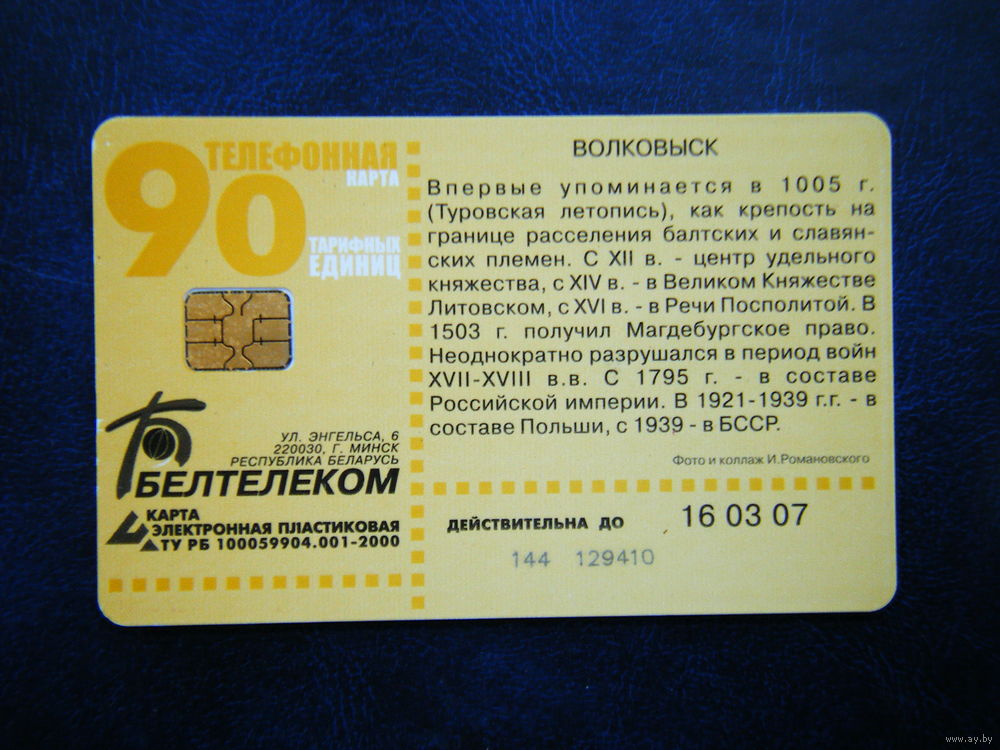 90
ТЕЛЕФОННАЯ
КАРТА
ТАРИФНЫХ
ЕДИНИЦ
УЛ. ЭНГЕЛЬСА, 6
220030, Г. МИНСК
РЕСПУБЛИКА БЕЛАРУСЬ
БЕЛТЕЛЕКОМ
КАРТА
ЭЛЕКТРОННАЯ ПЛАСТИКОВАЯ
ТУ РБ 100059904.001-2000
ВОЛКОВЫСК
Впервые упоминается в 1005 г.
(Туровская летопись), как крепость на
границе расселения балтских и славян-
ских племен. С XII в. - центр удельного
княжества, с XIV в. - в Великом Княжестве
Литовском, с XVI в. - в Речи Посполитой. В
1503 г. получил Магдебургское право.
Неоднократно разрушался в период войн
XVII-XVIII в.в. С 1795 г. - в составе
Российской империи. В 1921-1939 г.г. - в
составе Польши, с 1939 - в БССР.
Фото и коллаж И.Романовского
ДЕЙСТВИТЕЛЬНА ДО 16 03 07
144 129410
www.ay.by